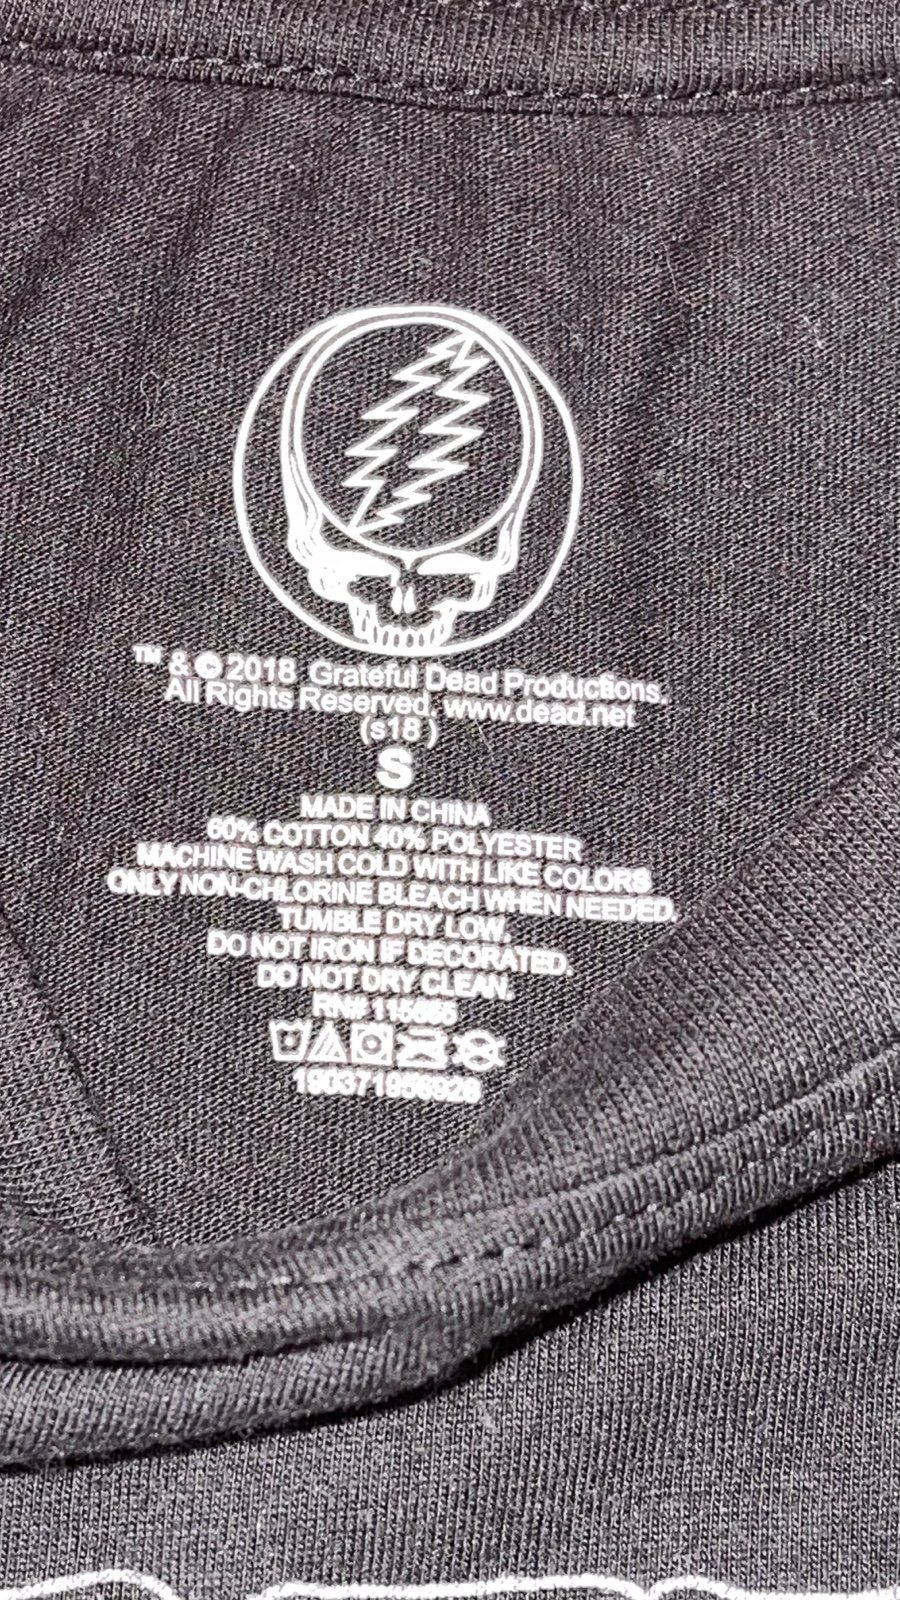 ™ & © 2018 Grateful Dead Productions.
All Rights Reserved. www.dead.net
(s18 )
S
MADE IN CHINA
60% COTTON 40% POLYESTER
MACHINE WASH COLD WITH LIKE COLORS
ONLY NON-CHLORINE BLEACH WHEN NEEDED.
TUMBLE DRY LOW.
DO NOT IRON IF DECORATED.
DO NOT DRY CLEAN.
RN#